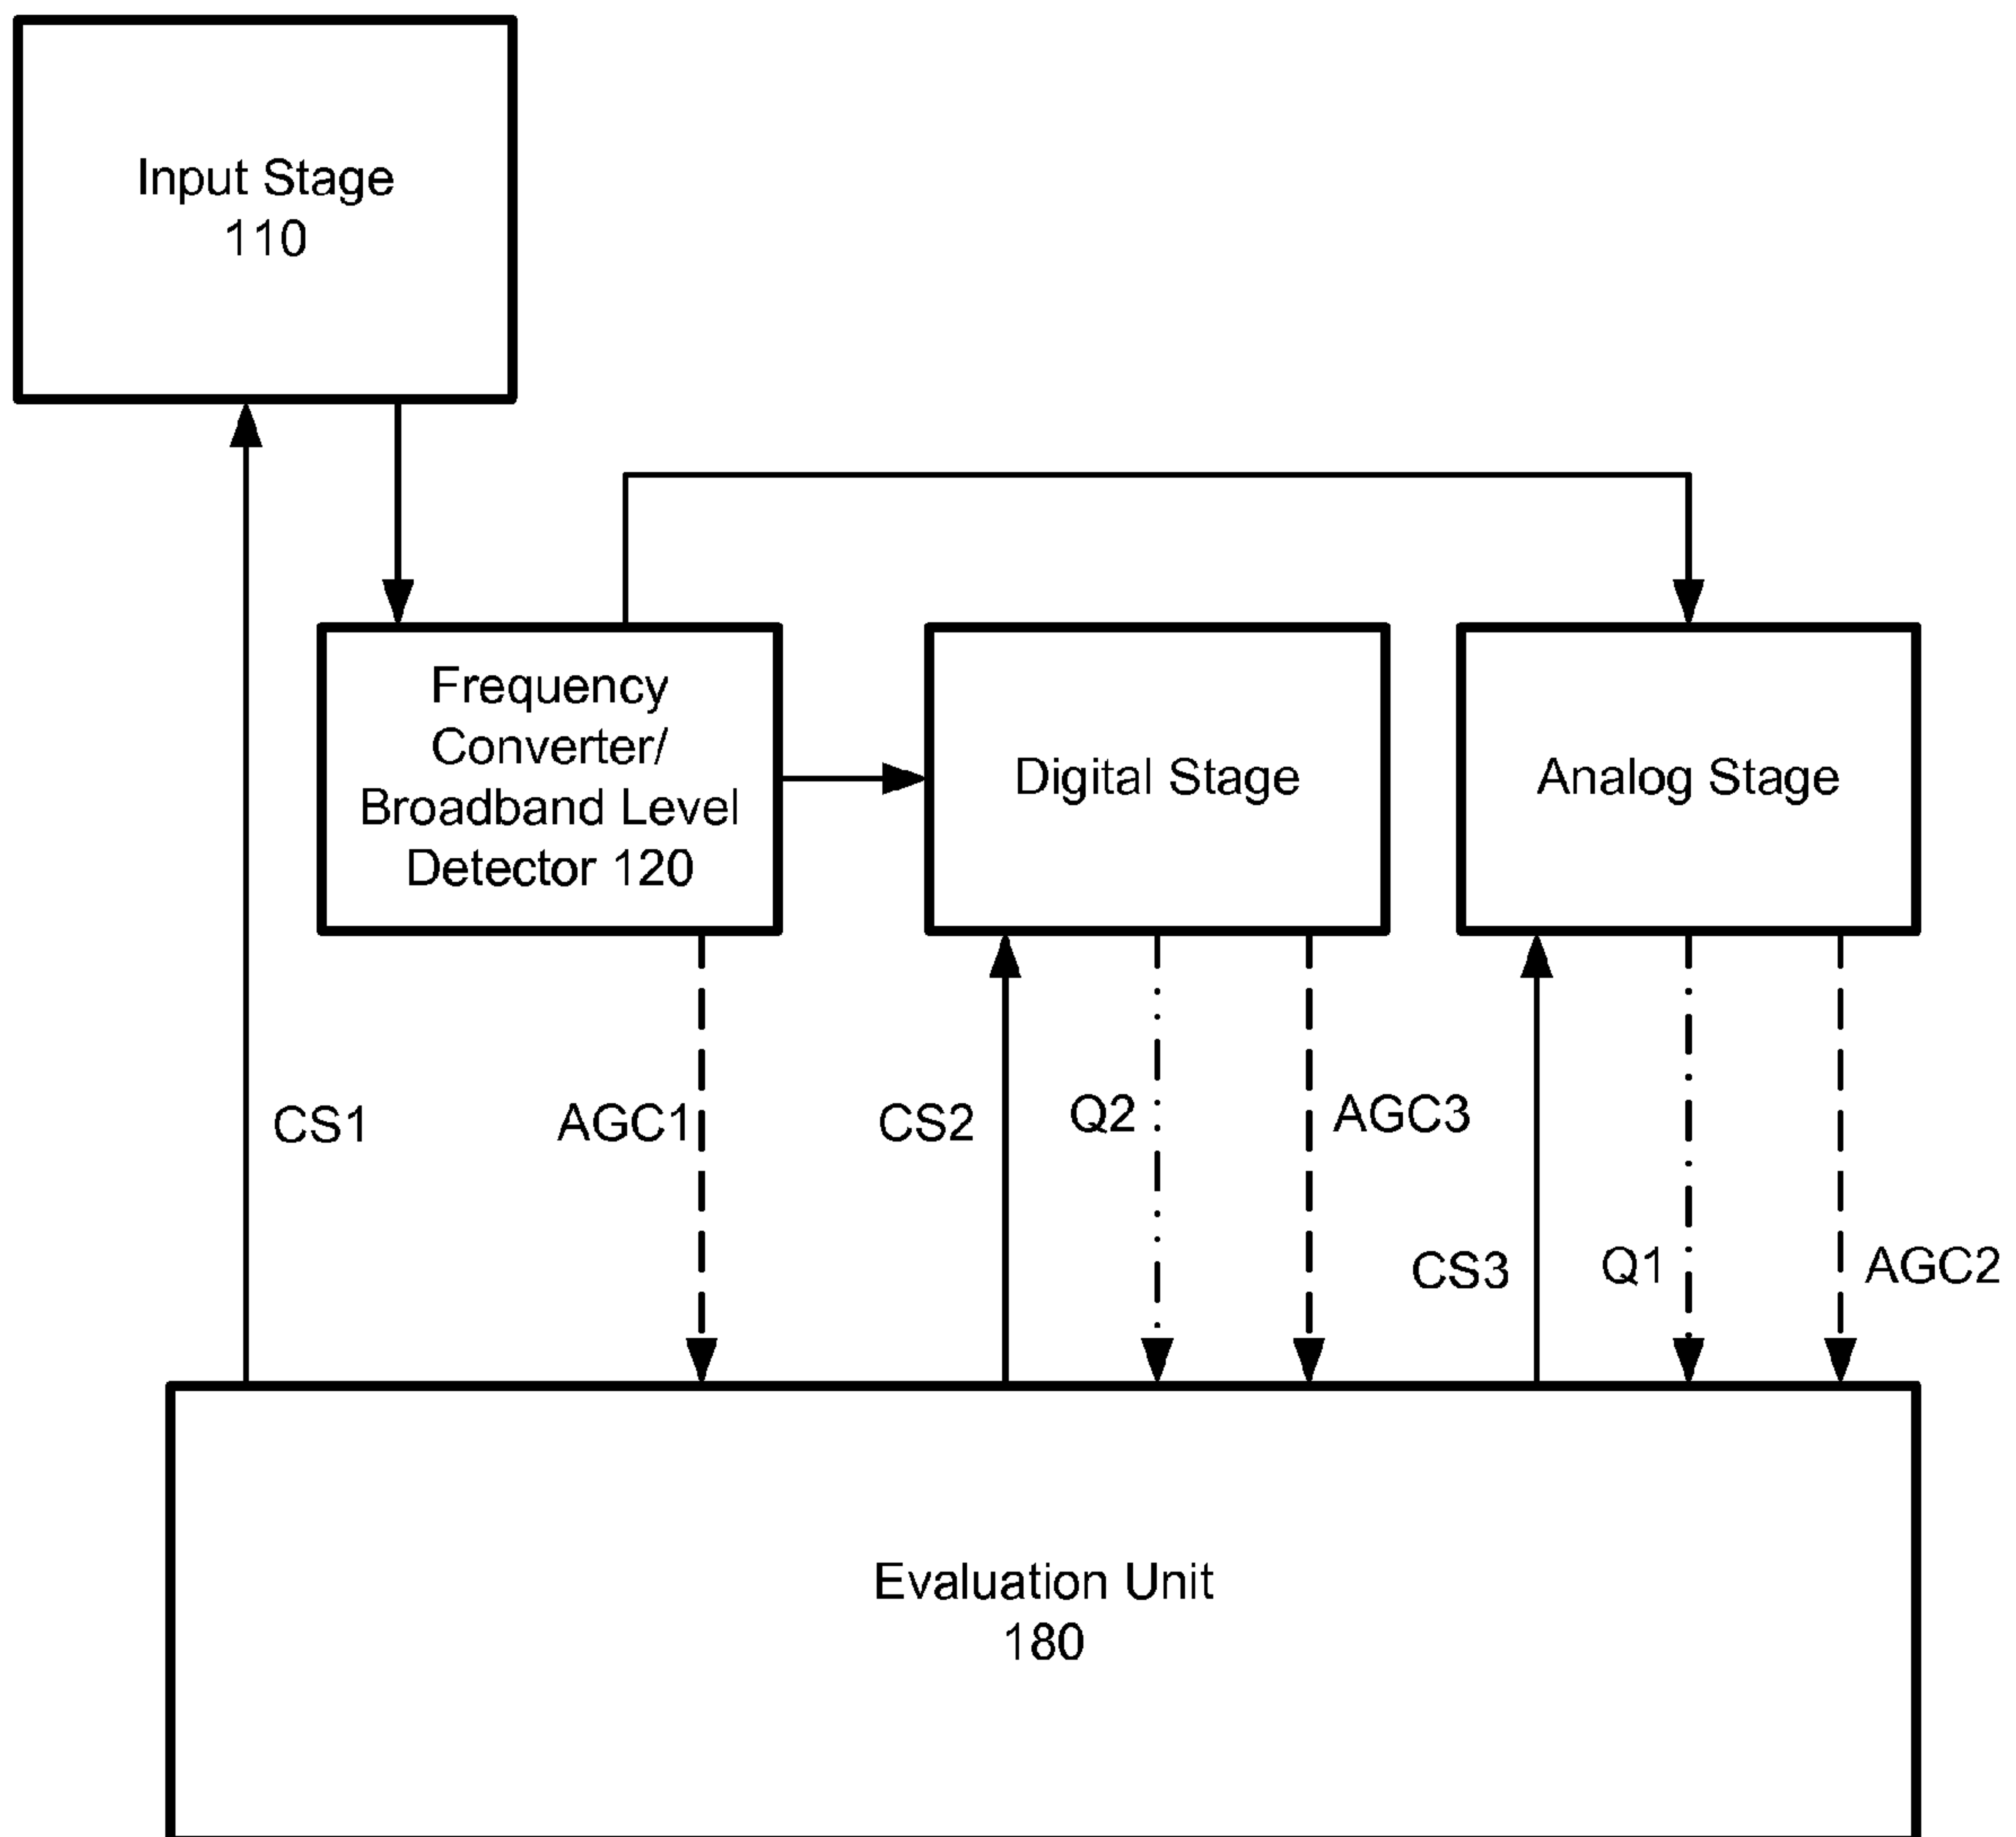 Input Stage
110
Frequency
Converter/
Broadband Level
Detector 120
Digital Stage
Analog Stage
CS1
AGC1
CS2
Q2
AGC3
CS3
Q1
AGC2
Evaluation Unit
180